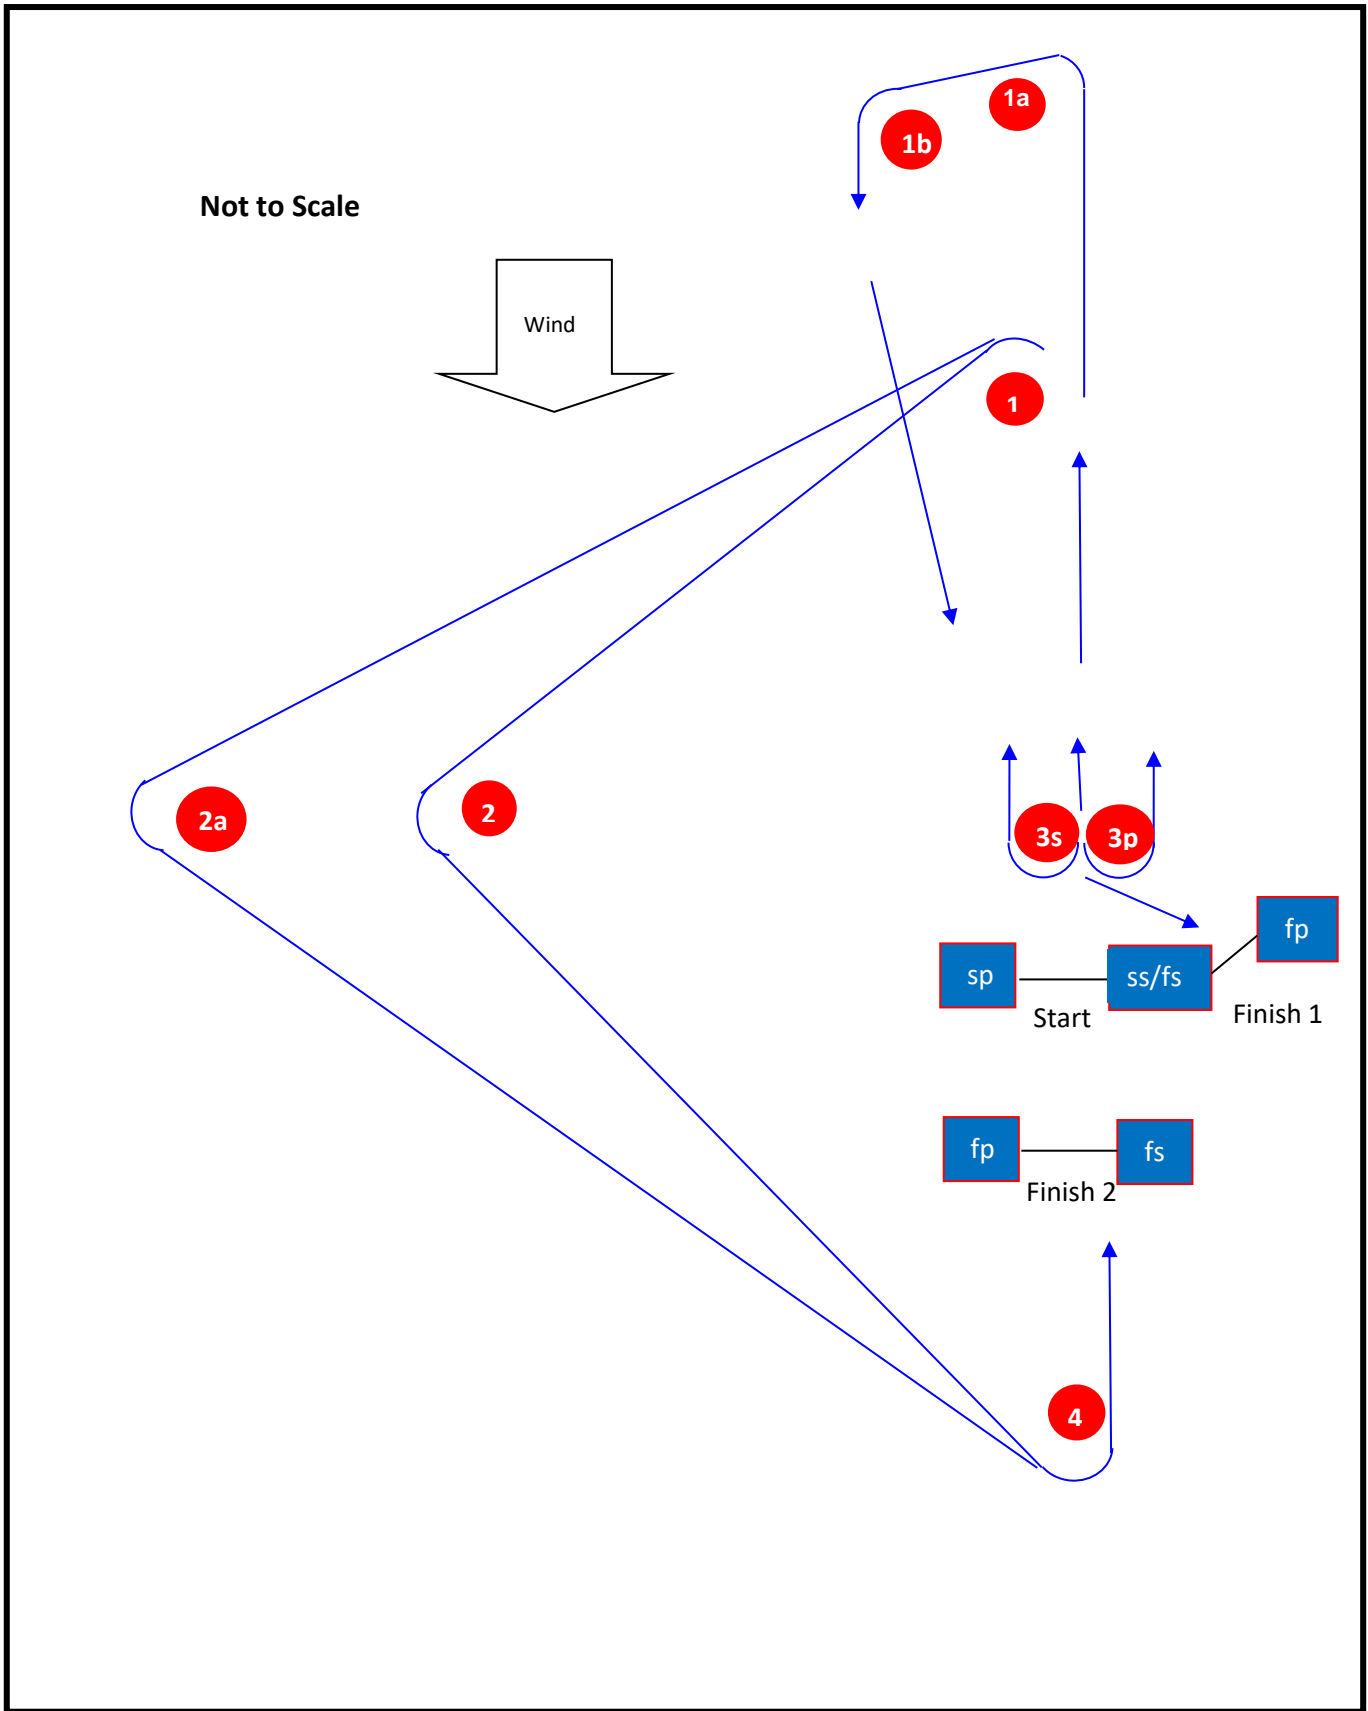 1a
1b
Not to Scale
Wind
1
2a
2
3s
3p
fp
sp
ss/fs
Start
Finish 1
fp
fs
Finish 2
4